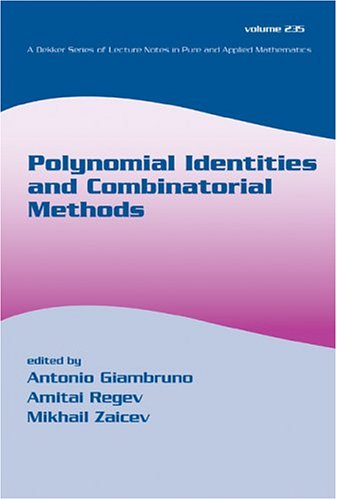 volume 235
A Dekker Series of Lecture Notes in Pure and Applied Mathematics
Polynomial Identities
and Combinatorial
Methods
edited by
Antonio Giambruno
Amitai Regev
Mikhail Zaicev